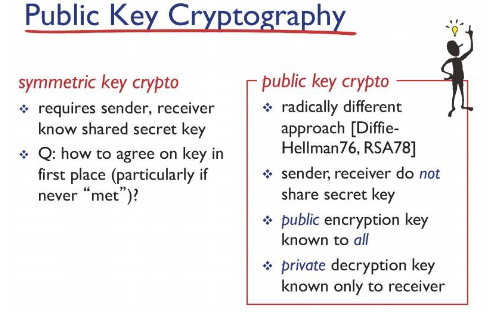 Public Key Cryptography
symmetric key crypto
requires sender, receiver
know shared secret key
Q: how to agree on key in
first place (particularly if
never “met”)?
public key crypto
radically different
approach [Diffie-
Hellman76, RSA78]
sender, receiver do not
share secret key
public encryption key
known to all
private decryption key
known only to receiver